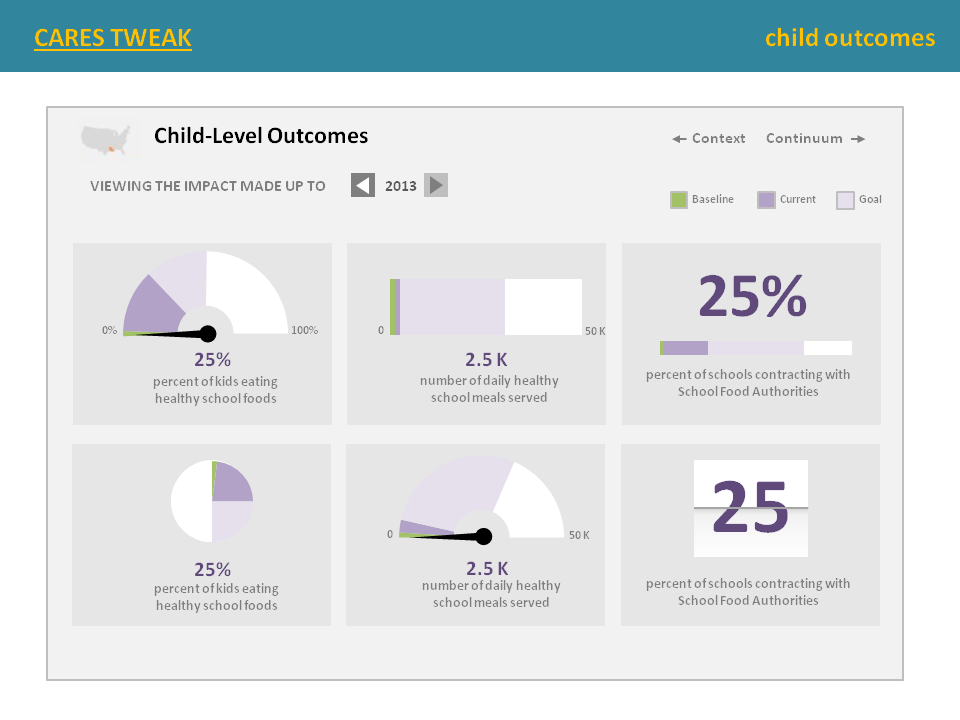 CARES TWEAK
child outcomes
Child-Level Outcomes
Context
Continuum
VIEWING THE IMPACT MADE UP TO
2013
Baseline
Current
Goal
0%
100%
25%
percent of kids eating
healthy school foods
0
50 K
2.5 K
number of daily healthy
school meals served
25%
percent of schools contracting with
School Food Authorities
25%
percent of kids eating
healthy school foods
0
50 K
2.5 K
number of daily healthy
school meals served
25
percent of schools contracting with
School Food Authorities